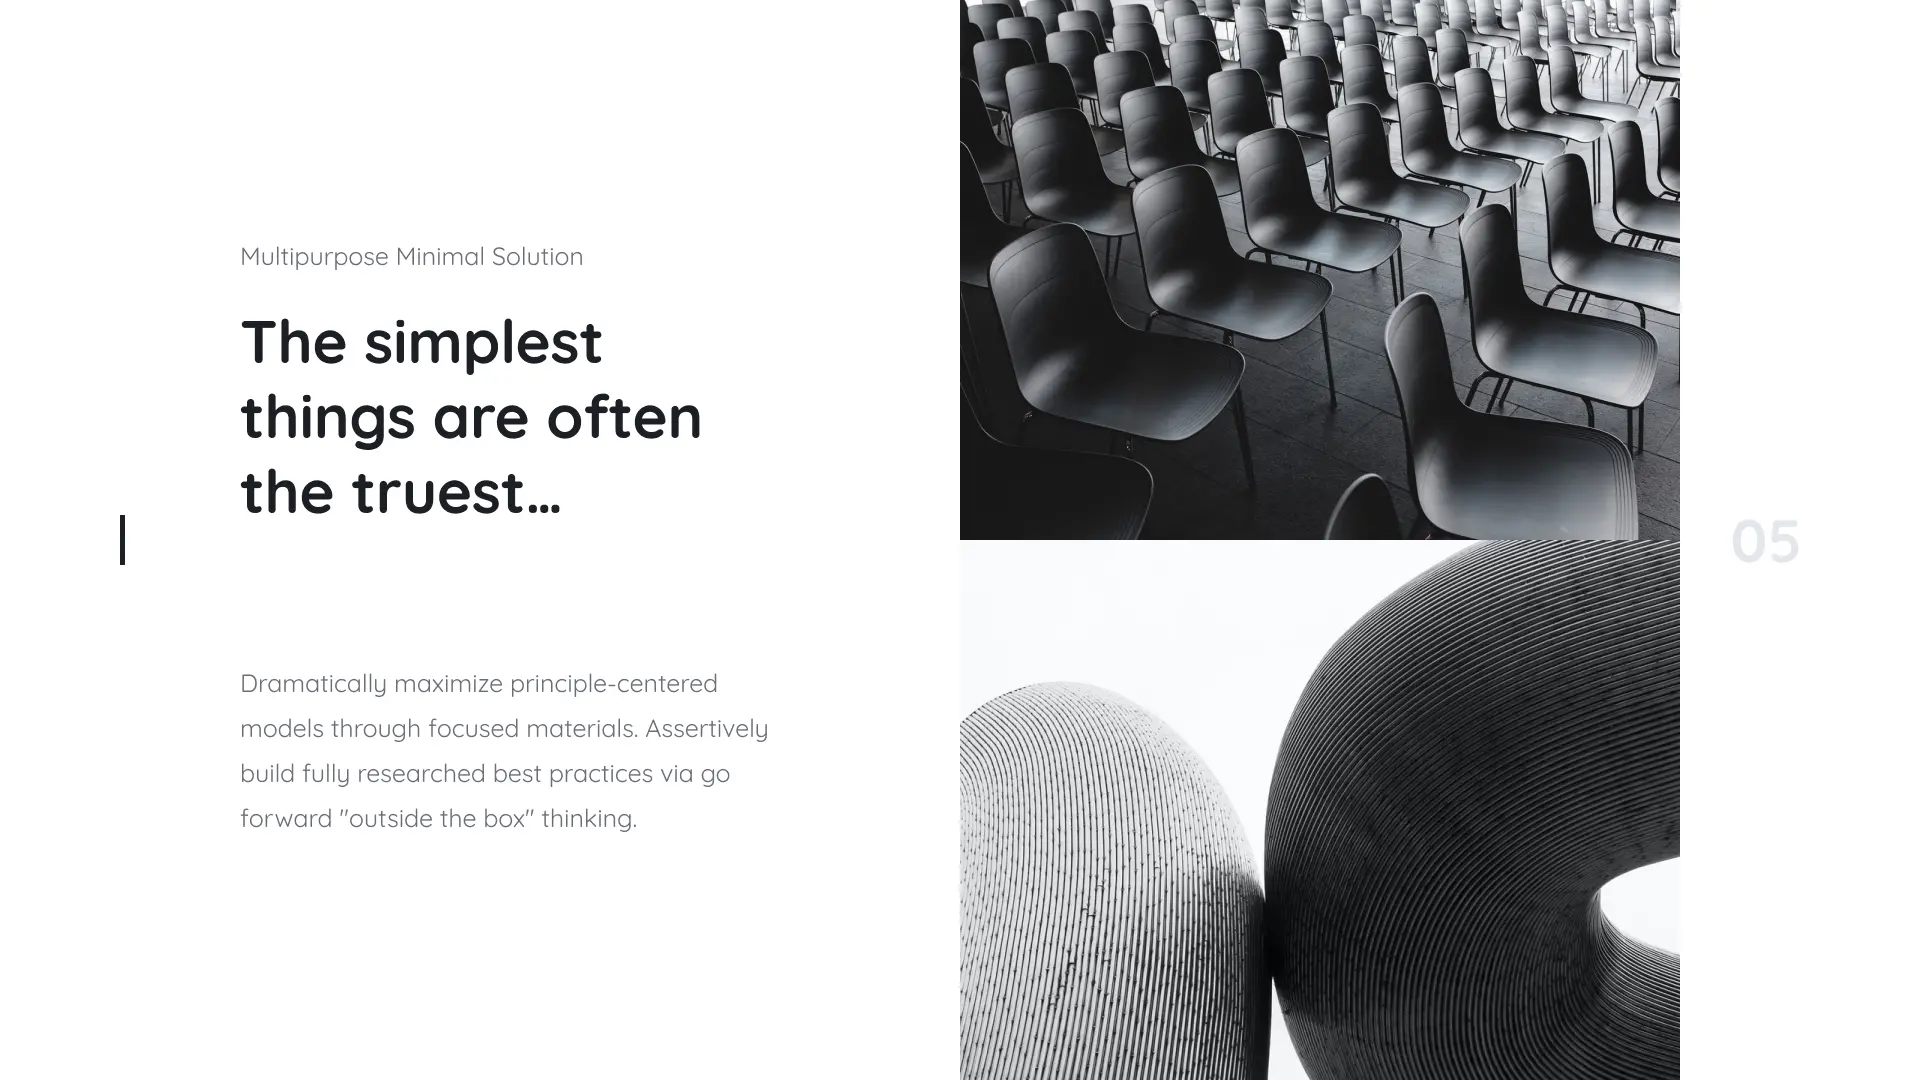 Multipurpose Minimal Solution
The simplest
things are often
the truest...
Dramatically maximize principle-centered
models through focused materials. Assertively
build fully researched best practices via go
forward "outside the box" thinking.
05